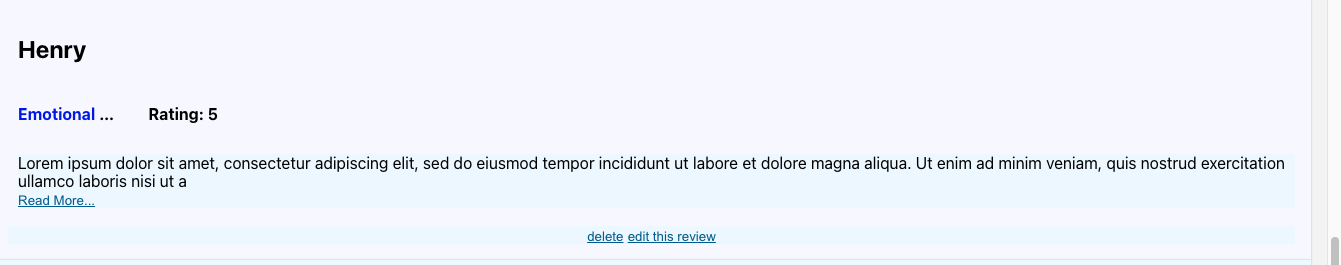 Henry
Emotional ... Rating: 5
Lorem ipsum dolor sit amet, consectetur adipiscing elit, sed do eiusmod tempor incididunt ut labore et dolore magna aliqua. Ut enim ad minim veniam, quis nostrud exercitation
ullamco laboris nisi ut a
Read More...
delete edit this review